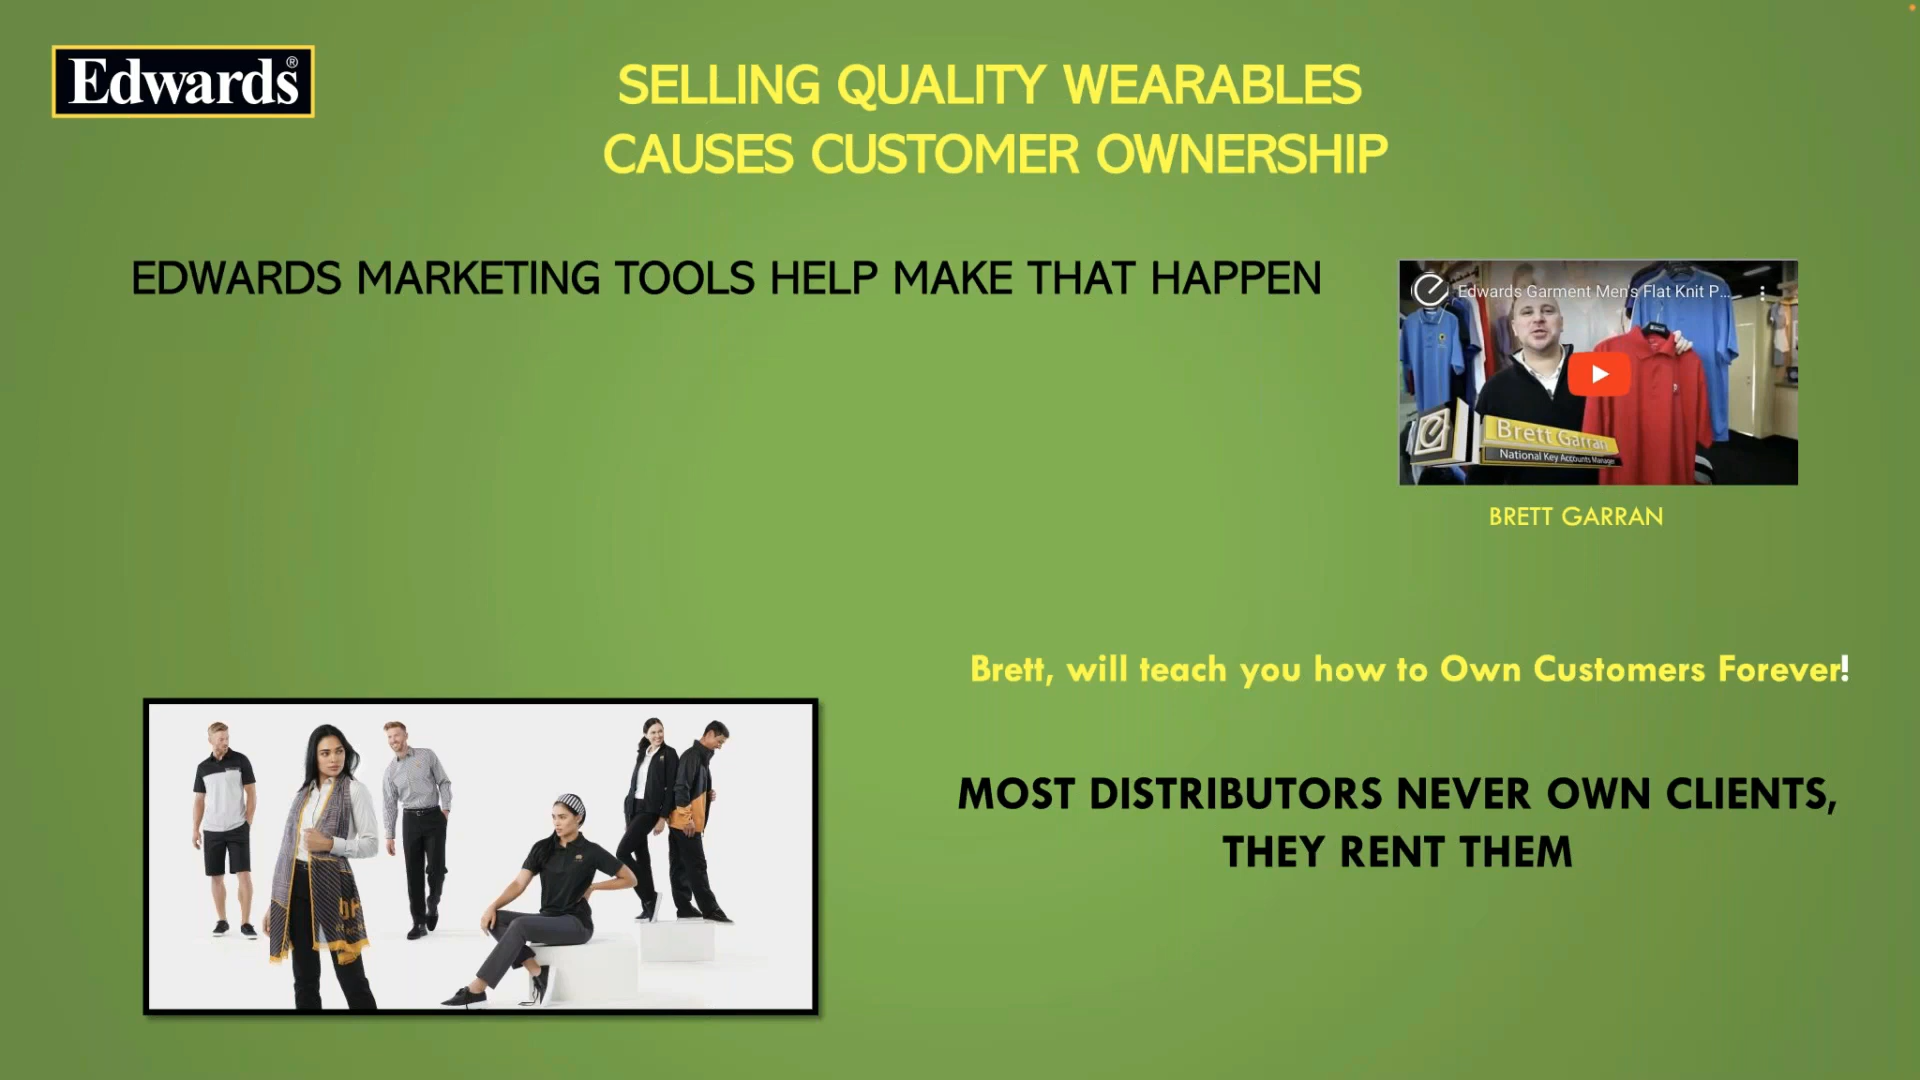 Edwards®
SELLING QUALITY WEARABLES
CAUSES CUSTOMER OWNERSHIP
EDWARDS MARKETING TOOLS HELP MAKE THAT HAPPEN
Edwards Garment Men's Flat Knit P...
Brett Garran
National Key Accounts Manager
BRETT GARRAN
Brett, will teach you how to Own Customers Forever!
MOST DISTRIBUTORS NEVER OWN CLIENTS,
THEY RENT THEM